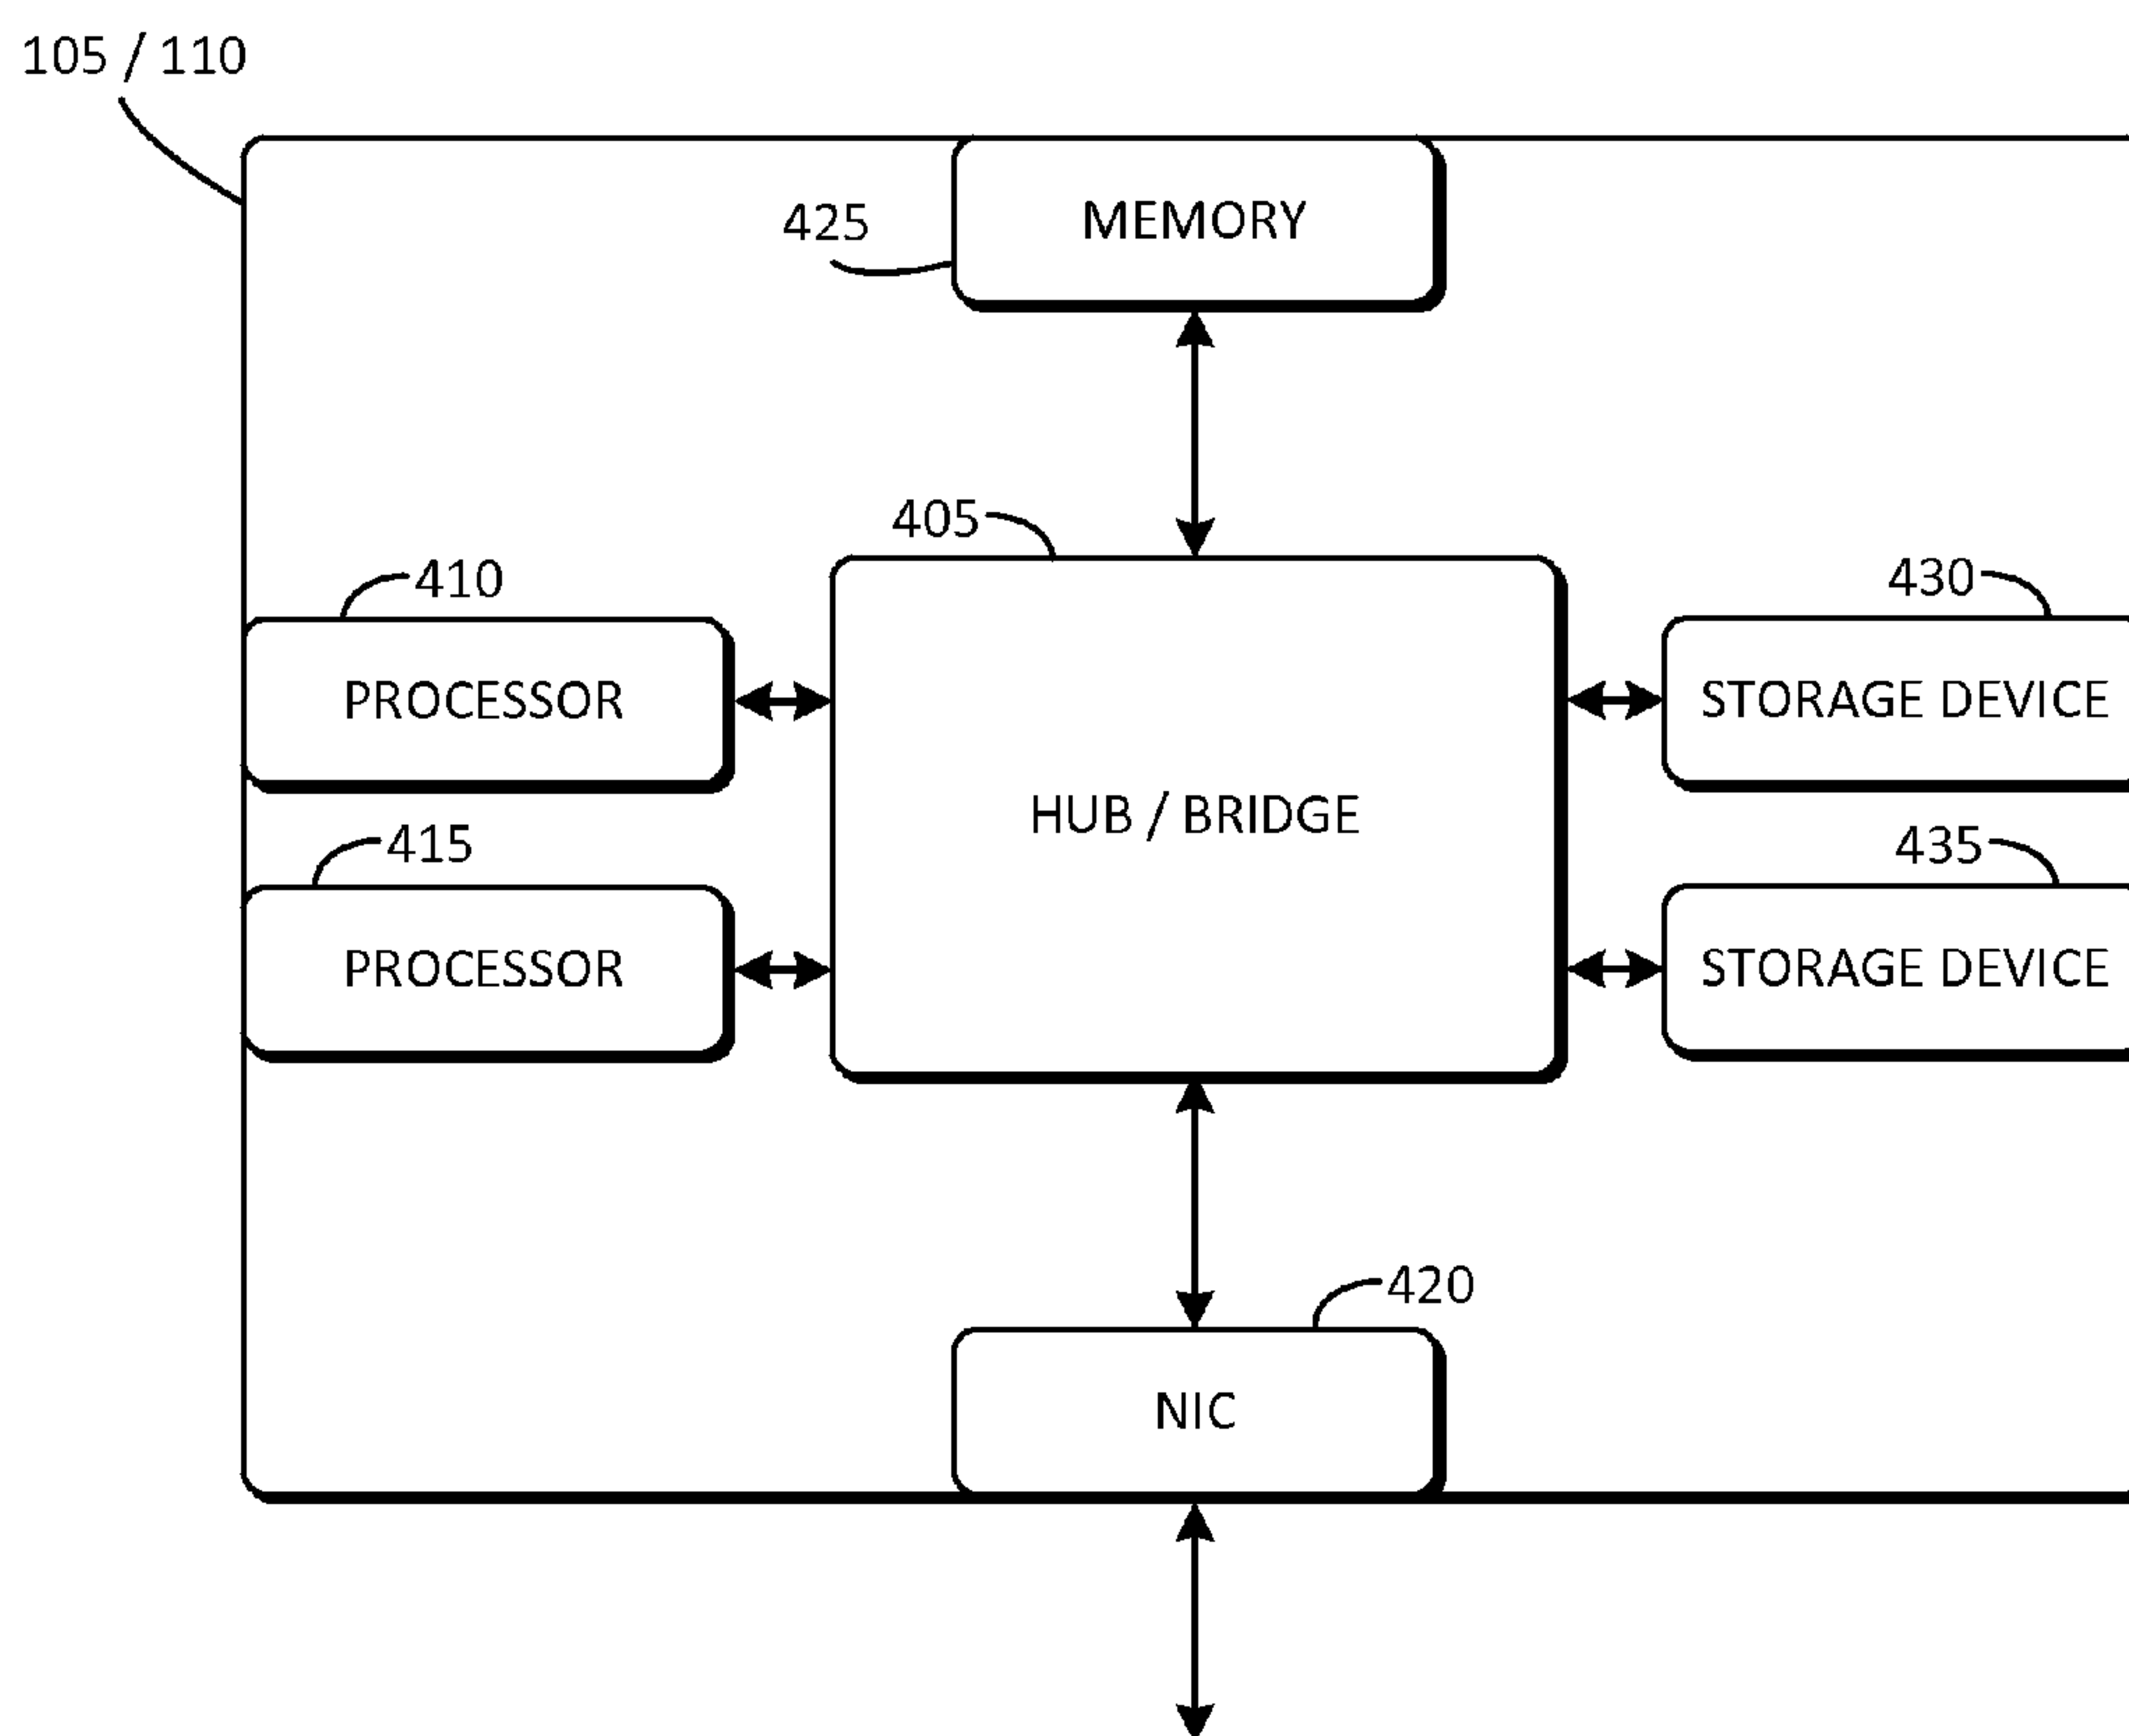 105 / 110
MEMORY
425
405
410
430
PROCESSOR
STORAGE DEVICE
HUB / BRIDGE
415
435
PROCESSOR
STORAGE DEVICE
420
NIC